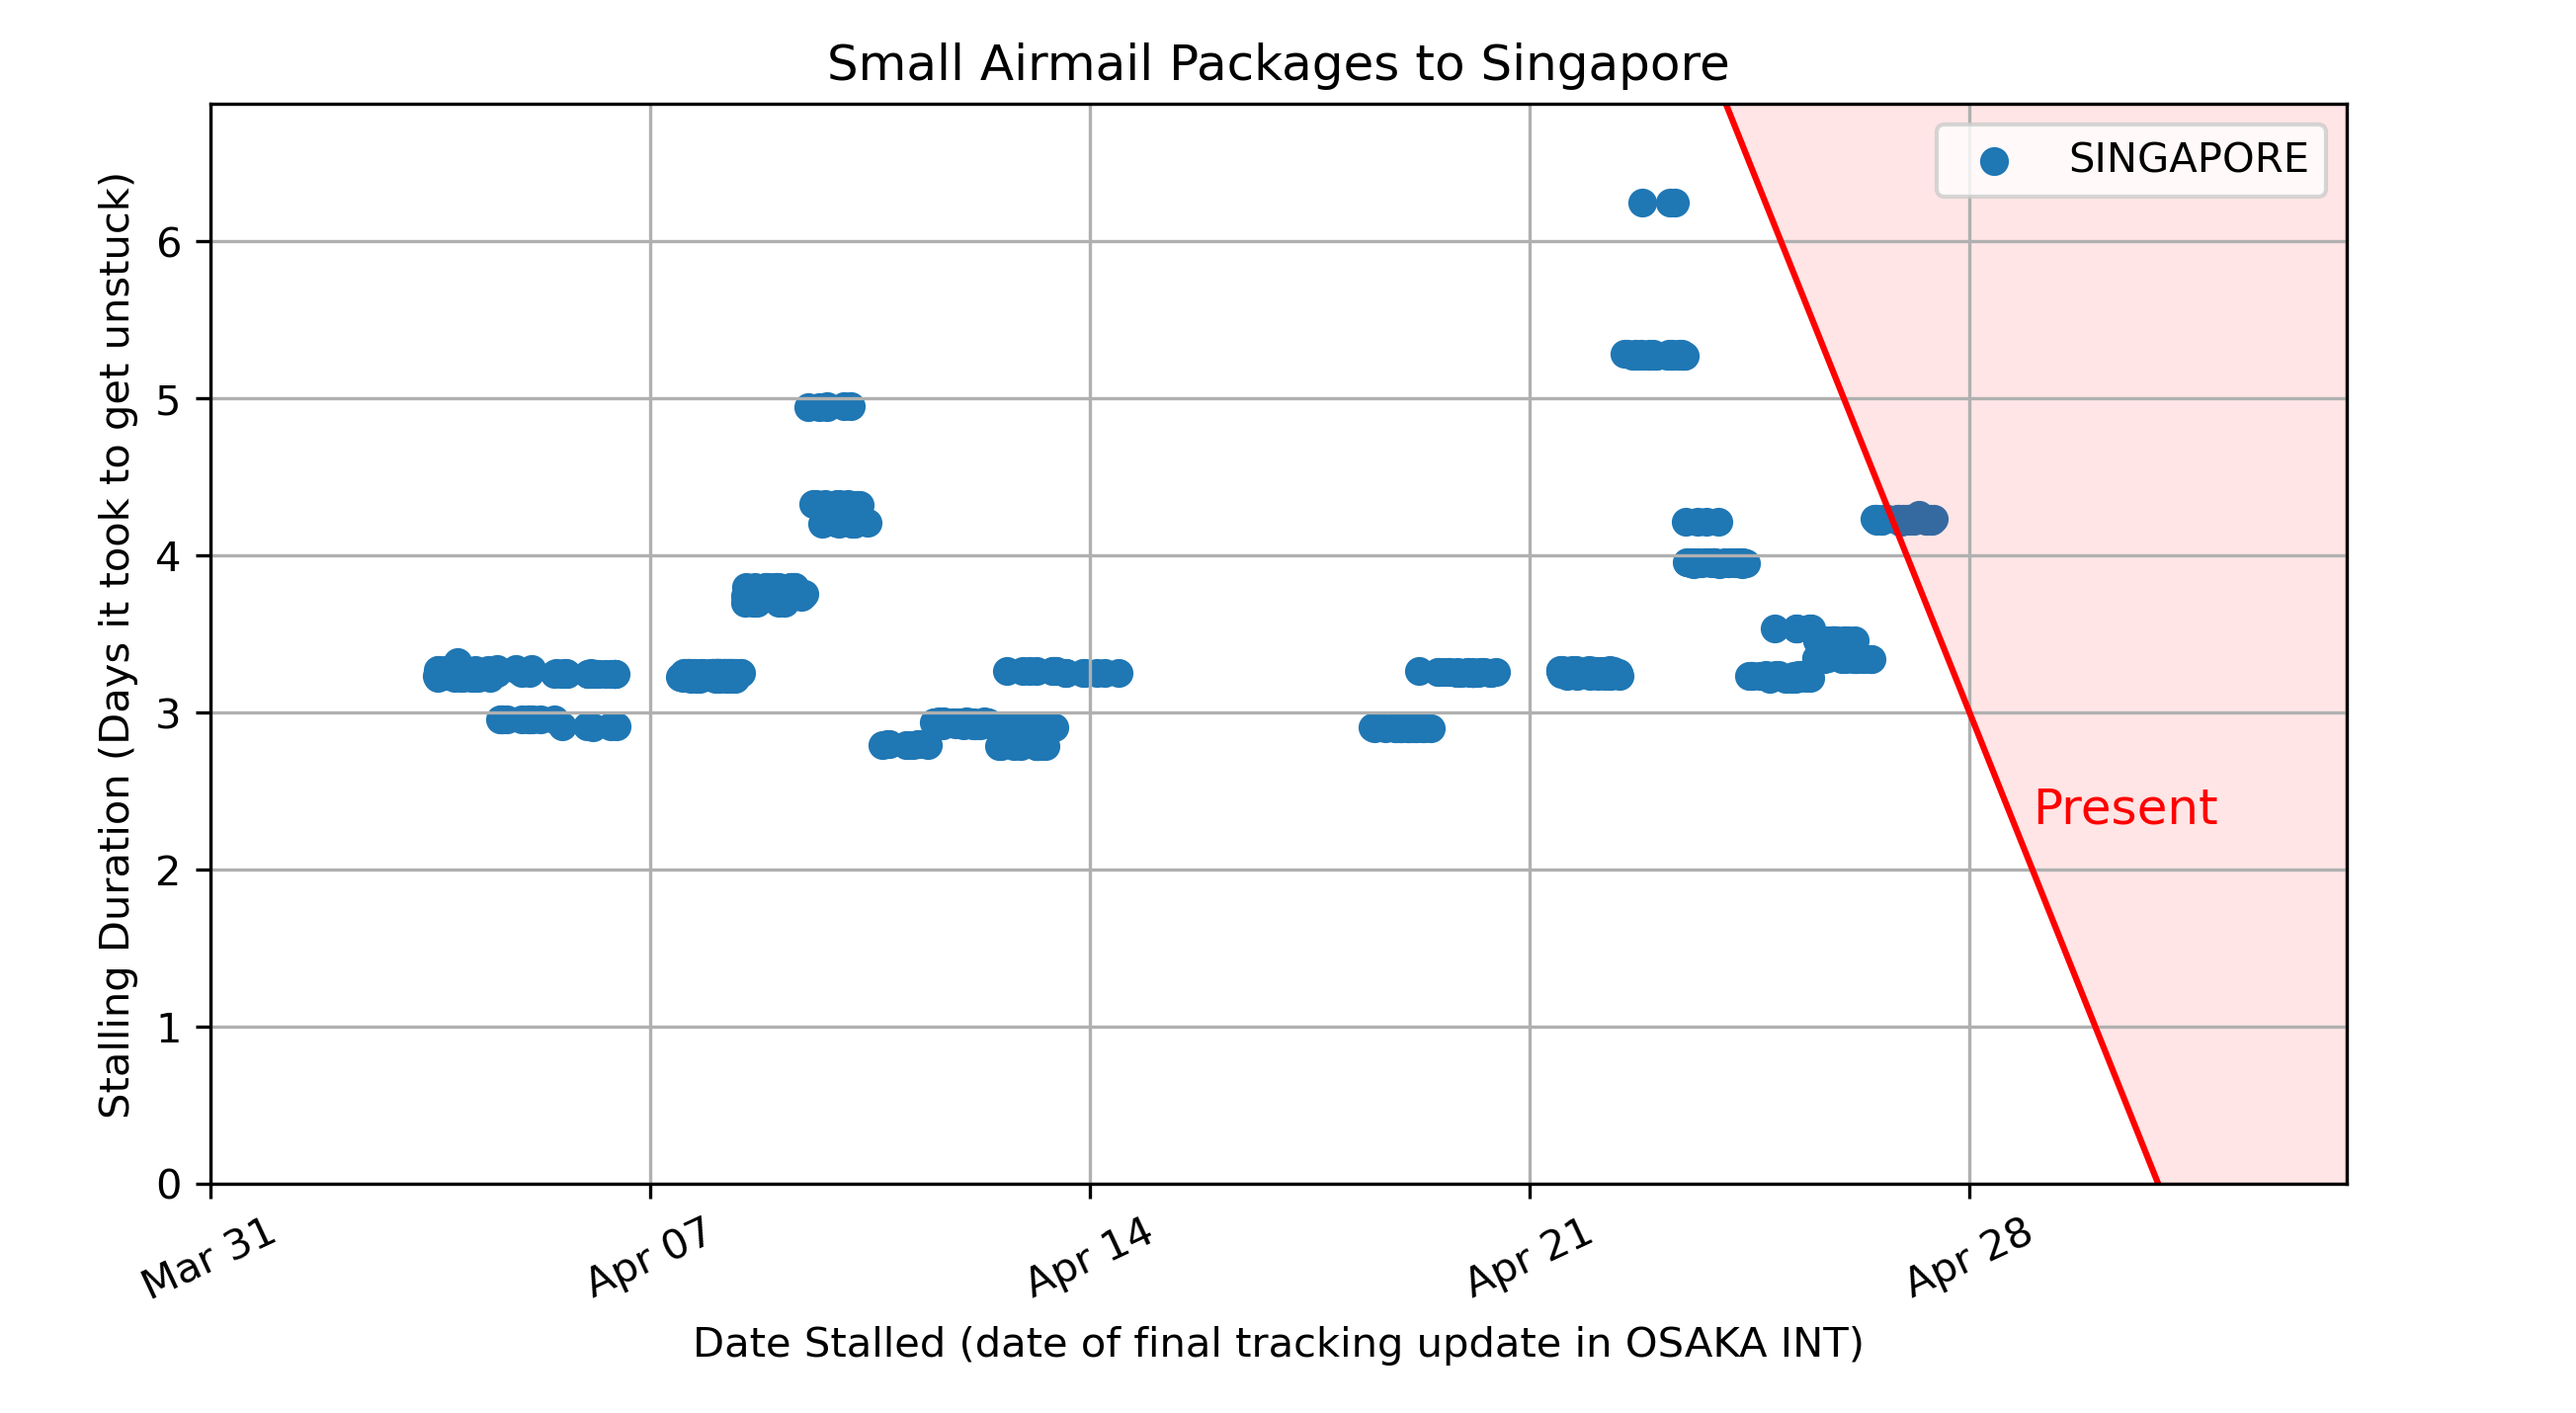 Small Airmail Packages to Singapore
SINGAPORE
Stalling Duration (Days it took to get unstuck)
6
5
4
3
2
1
0
Present
Mar 31
Apr 07
Apr 14
Apr 21
Apr 28
Date Stalled (date of final tracking update in OSAKA INT)